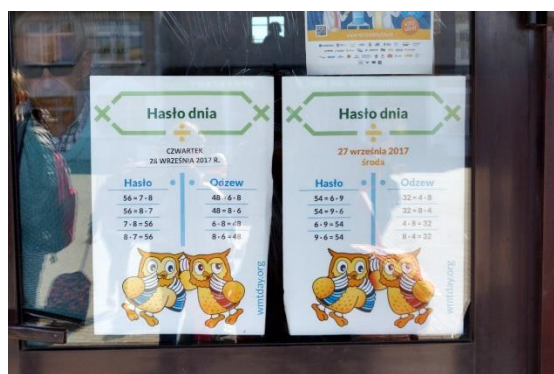 Hasło dnia
CZWARTEK
28 WRZEŚNIA 2017 R.
Hasło
Odzew
56 = 7 · 8
48 = 6 · 8
56 = 8 · 7
48 = 8 · 6
7 · 8 = 56
6 · 8 = 48
8 · 7 = 56
8 · 6 = 48
wmtday.org
Hasło dnia
27 września 2017
środa
Hasło
Odzew
54 = 6 · 9
32 = 4 · 8
54 = 9 · 6
32 = 8 · 4
6 · 9 = 54
4 · 8 = 32
9 · 6 = 54
8 · 4 = 32
wmtday.org